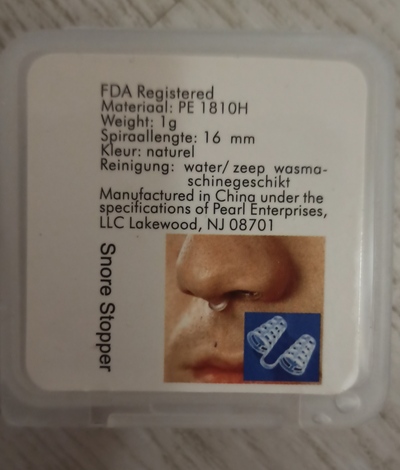 FDA Registered
Materiaal: PE 1810H
Weight: 1g
Spiraallengte: 16 mm
Kleur: naturel
Reinigung: water/ zeep wasma-
schinegeschikt
Manufactured in China under the
specifications of Pearl Enterprises,
LLC Lakewood, NJ 08701
Snore Stopper